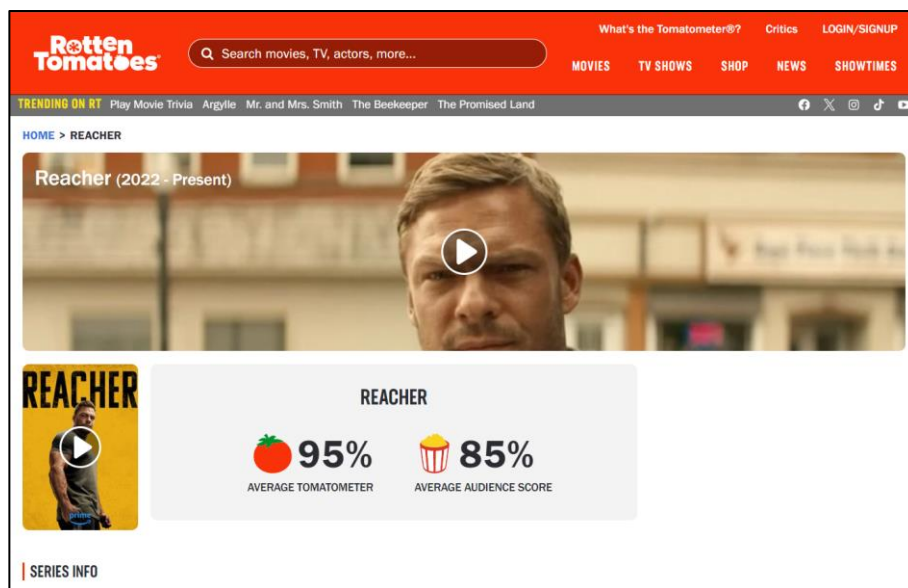 What's the Tomatometer®? Critics LOGIN/SIGNUP
Rotten
Tomatoes
Search movies, TV, actors, more...
MOVIES TV SHOWS SHOP NEWS SHOWTIMES
TRENDING ON RT Play Movie Trivia Argylle Mr. and Mrs. Smith The Beekeeper The Promised Land
HOME > REACHER
Reacher (2022 - Present)
REACHER
REACHER
95% 85%
AVERAGE TOMATOMETER AVERAGE AUDIENCE SCORE
prime
SERIES INFO